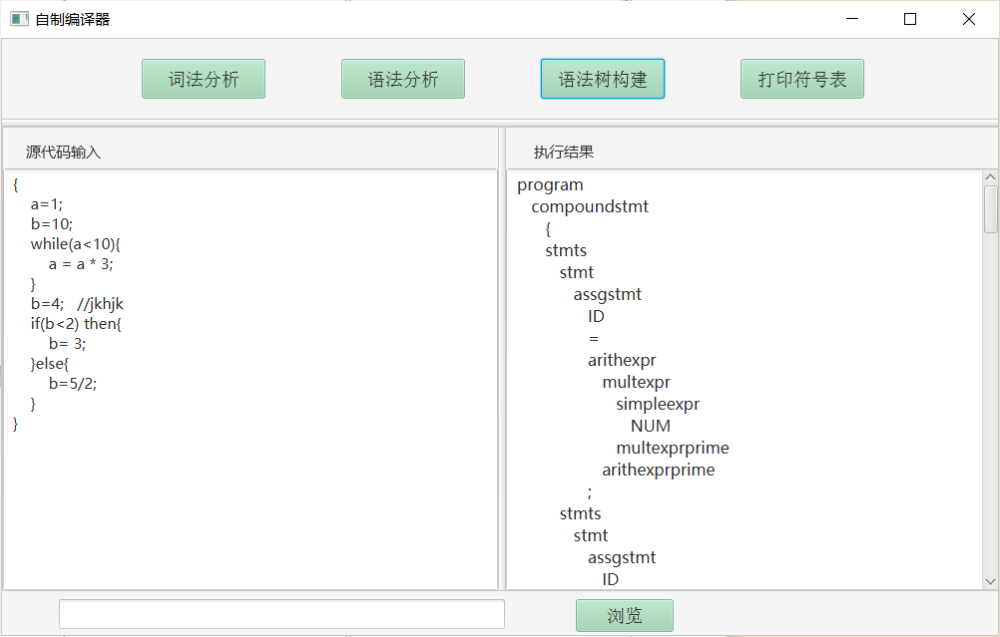 自制编译器
词法分析 语法分析 语法树构建 打印符号表
源代码输入
{
a=1;
b=10;
while(a<10){
a = a * 3;
}
b=4; //jkhjk
if(b<2) then{
b= 3;
}else{
b=5/2;
}
}
执行结果
program
compoundstmt
{
stmts
stmt
assgstmt
ID
=
arithexpr
multexpr
simpleexpr
NUM
multexprprime
arithexprprime
;
stmts
stmt
assgstmt
ID
浏览